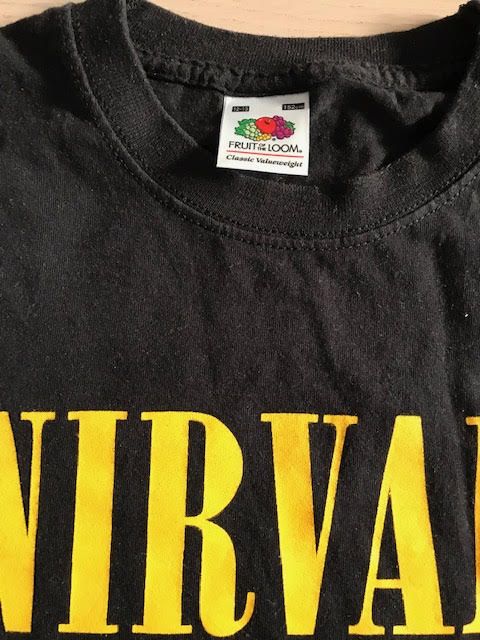 12-13 152cm
FRUIT OF THE LOOM®
Classic Valueweight
NIRVA